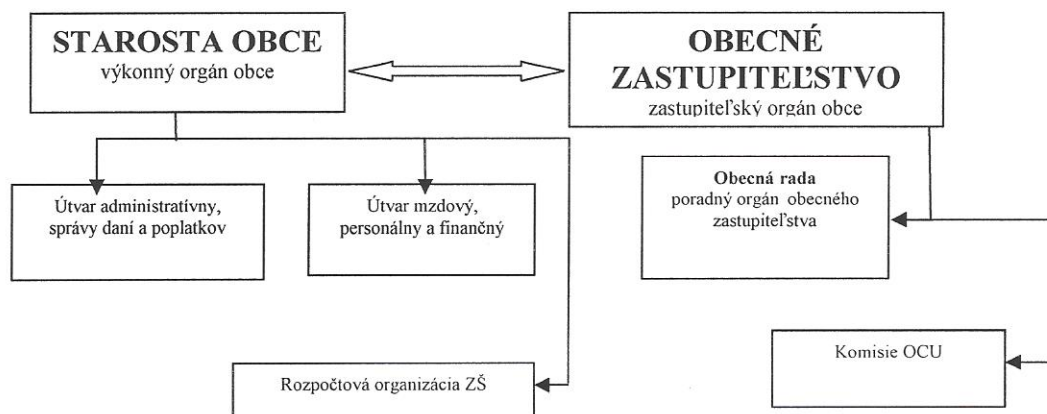 STAROSTA OBCE
výkonný orgán obce
OBECNÉ
ZASTUPITEĽSTVO
zastupiteľský orgán obce
Útvar administratívny,
správy daní a poplatkov
Útvar mzdový,
personálny a finančný
Obecná rada
poradný orgán obecného
zastupiteľstva
Rozpočtová organizácia ZŠ
Komisie OCU